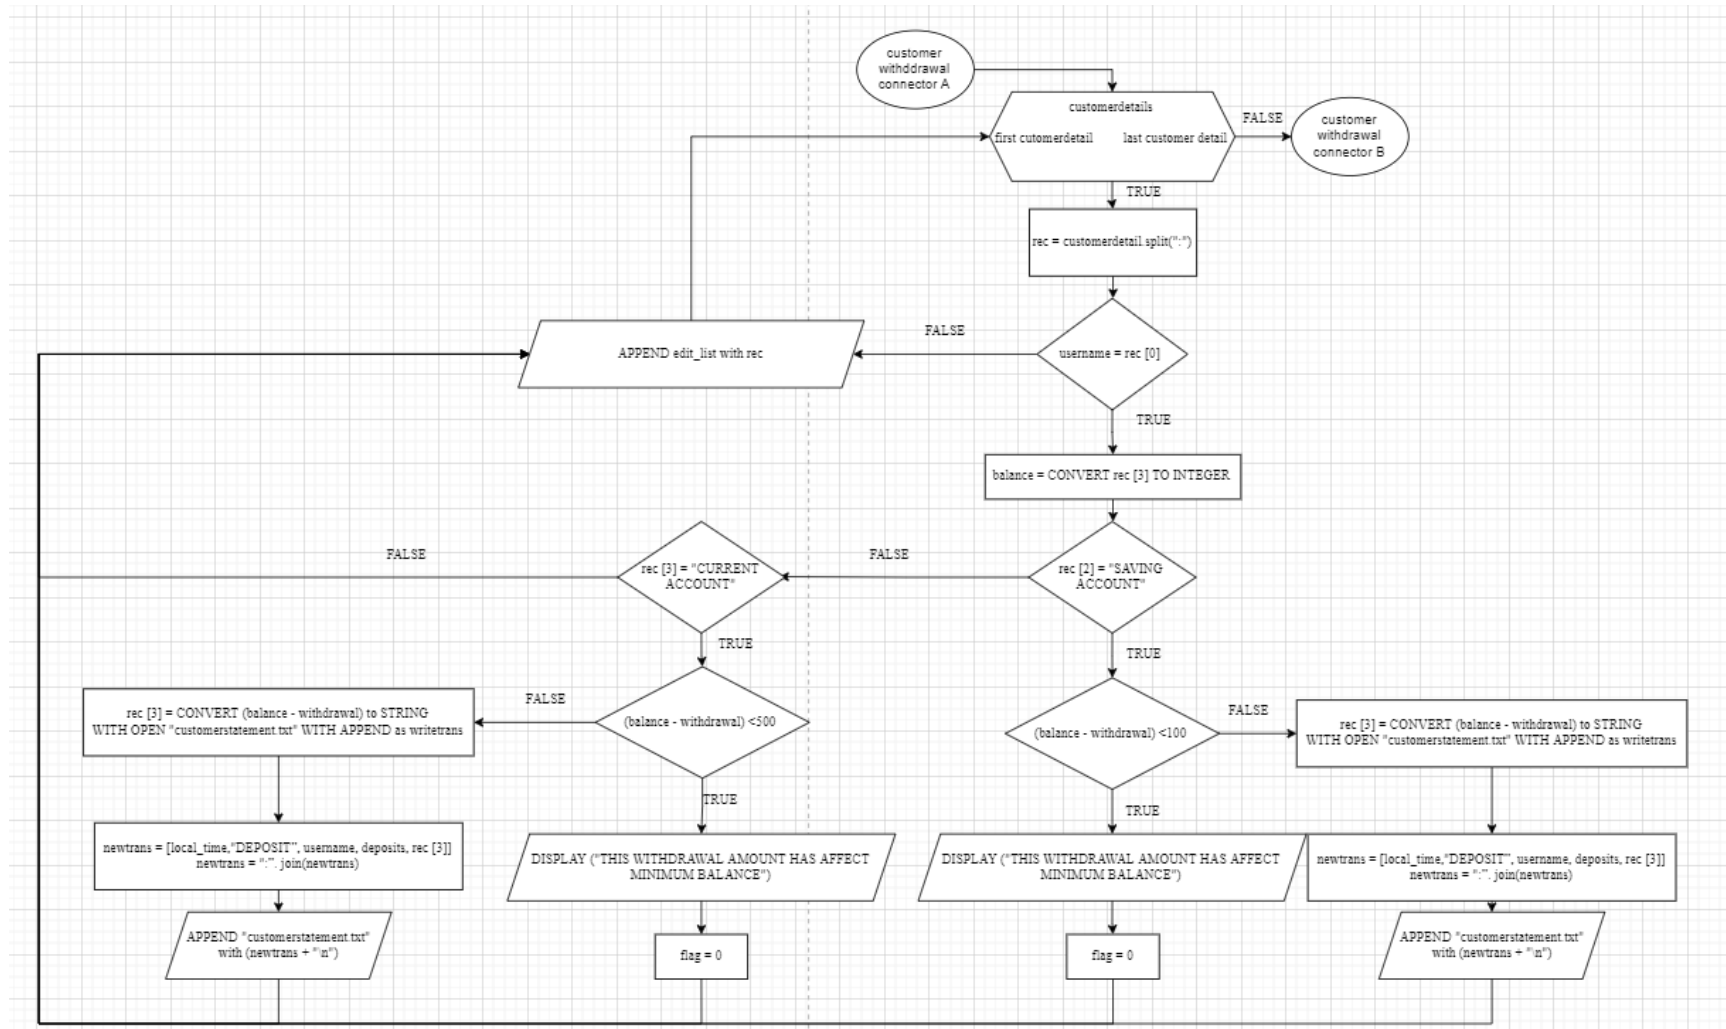 customer
withddrawal
connector A
customerdetails
first cutomerdetail
last customer detail
FALSE
customer
withdrawal
connector B
TRUE
rec = customerdetail.split(":")
FALSE
APPEND edit_list with rec
username = rec [0]
TRUE
balance = CONVERT rec [3] TO INTEGER
FALSE
FALSE
rec [3] = "CURRENT
ACCOUNT"
rec [2] = "SAVING
ACCOUNT"
TRUE
TRUE
FALSE
FALSE
rec [3] = CONVERT (balance - withdrawal) to STRING
WITH OPEN "customerstatement.txt" WITH APPEND as writetrans
(balance - withdrawal) <500
(balance - withdrawal) <100
rec [3] = CONVERT (balance - withdrawal) to STRING
WITH OPEN "customerstatement.txt" WITH APPEND as writetrans
TRUE
TRUE
newtrans = [local_time,"DEPOSIT", username, deposits, rec [3]]
newtrans = ":". join(newtrans)
DISPLAY ("THIS WITHDRAWAL AMOUNT HAS AFFECT
MINIMUM BALANCE")
DISPLAY ("THIS WITHDRAWAL AMOUNT HAS AFFECT
MINIMUM BALANCE")
newtrans = [local_time,"DEPOSIT", username, deposits, rec [3]]
newtrans = ":". join(newtrans)
APPEND "customerstatement.txt"
with (newtrans + "\n")
flag = 0
flag = 0
APPEND "customerstatement.txt"
with (newtrans + "\n")